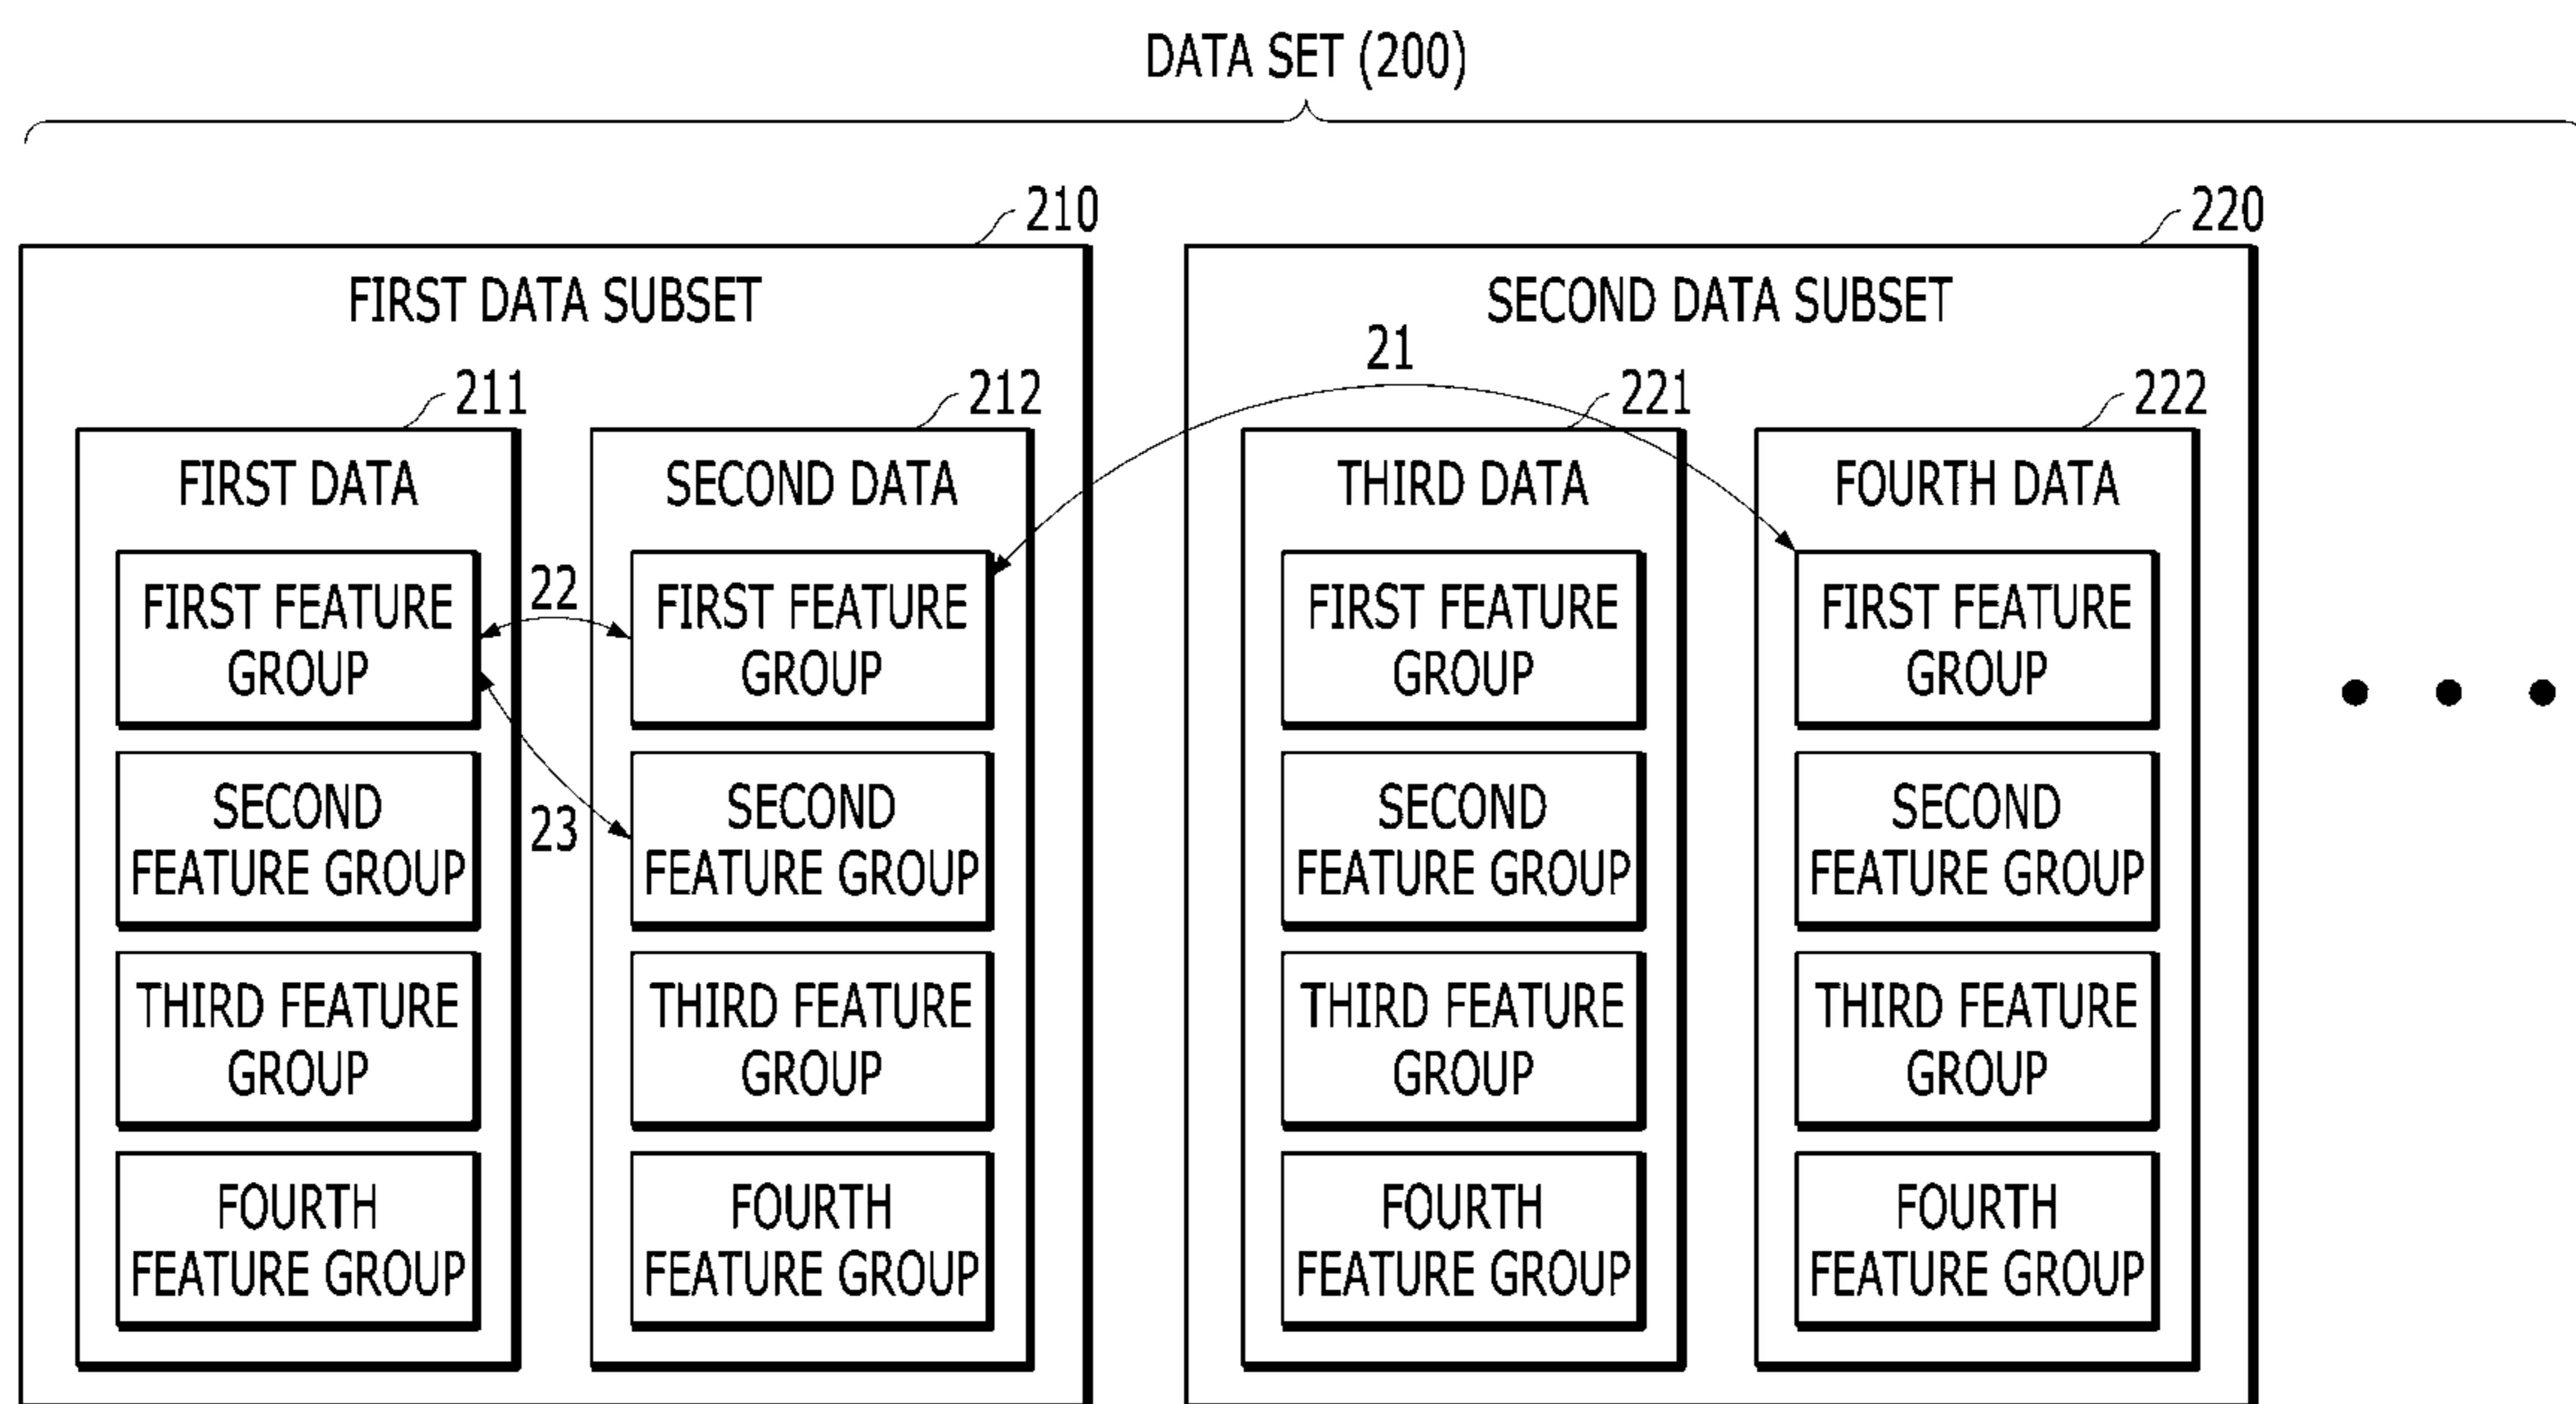 DATA SET (200)
210
220
FIRST DATA SUBSET
SECOND DATA SUBSET
21
211
212
221
222
FIRST DATA
SECOND DATA
THIRD DATA
FOURTH DATA
FIRST FEATURE
GROUP
22
FIRST FEATURE
GROUP
FIRST FEATURE
GROUP
FIRST FEATURE
GROUP
SECOND
FEATURE GROUP
23
SECOND
FEATURE GROUP
SECOND
FEATURE GROUP
SECOND
FEATURE GROUP
THIRD FEATURE
GROUP
THIRD FEATURE
GROUP
THIRD FEATURE
GROUP
THIRD FEATURE
GROUP
FOURTH
FEATURE GROUP
FOURTH
FEATURE GROUP
FOURTH
FEATURE GROUP
FOURTH
FEATURE GROUP